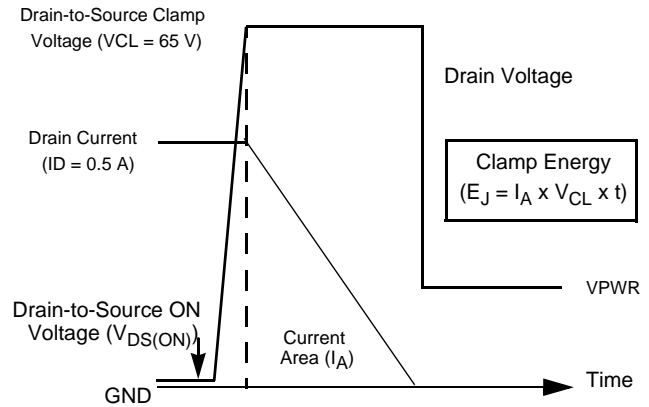 Drain-to-Source Clamp
Voltage (VCL = 65 V)
Drain Voltage
Drain Current
(ID = 0.5 A)
Clamp Energy
(EJ = IA x VCL x t)
VPWR
Drain-to-Source ON
Voltage (VDS(ON))
Current
Area (IA)
GND
Time